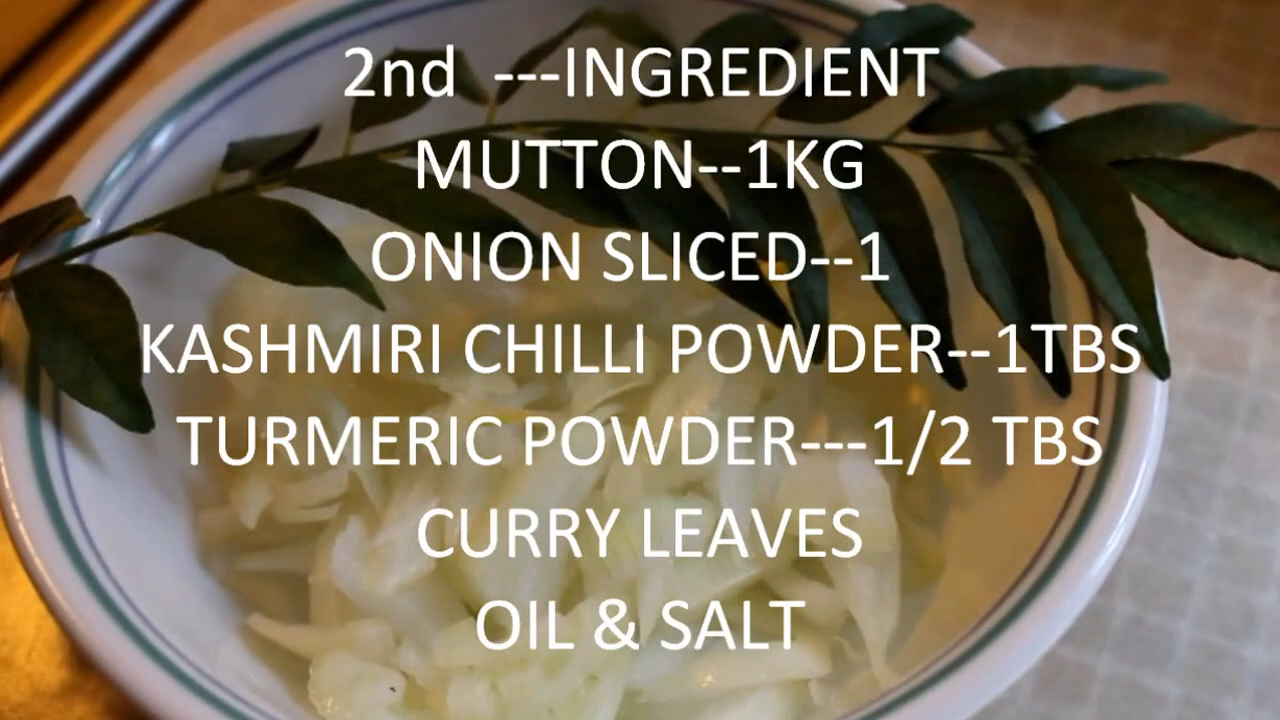 2nd ---INGREDIENT
MUTTON--1KG
ONION SLICED--1
KASHMIRI CHILLI POWDER--1TBS
TURMERIC POWDER---1/2 TBS
CURRY LEAVES
OIL & SALT